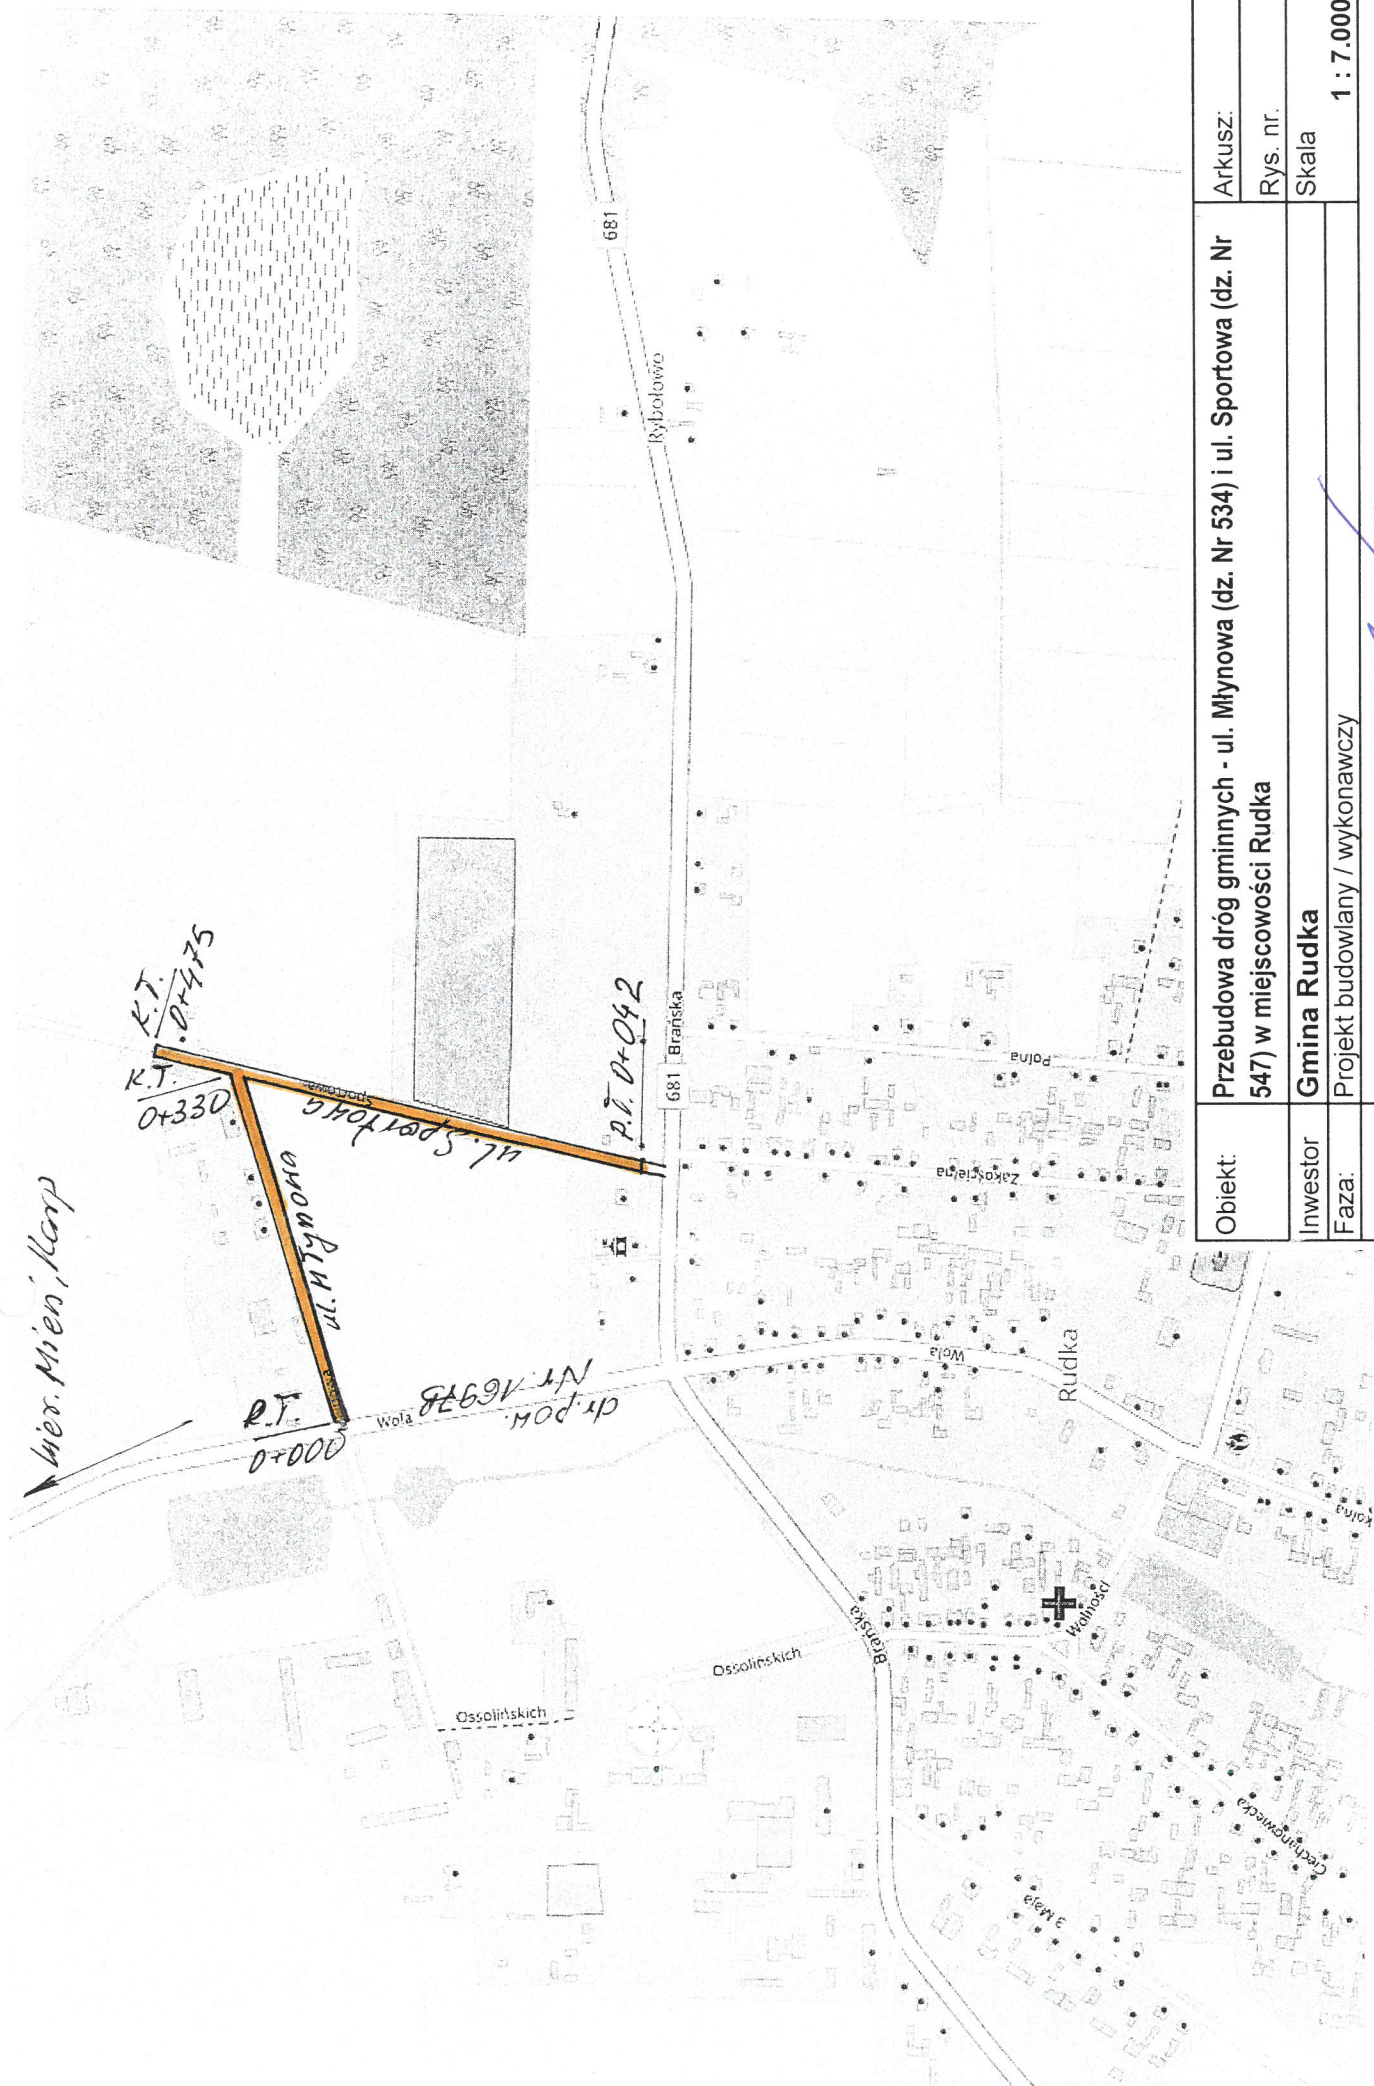 kier. Mień, Karp
K.T.
0+475
K.T.
0+330
ul. Młynowa
Sportowa
ul. Sportowa
P.T.
0+000
P.T. 0+042
Wola
dr. pow.
Nr 1697B
681
Rybołowo
681
Brańska
Polna
Zakościelna
Wola
Rudka
Ossolińskich
Ossolińskich
Brańska
Wolności
3 Maja
Ciechanowiecka
Obiekt:
Przebudowa dróg gminnych - ul. Młynowa (dz. Nr 534) i ul. Sportowa (dz. Nr
547) w miejscowości Rudka
Arkusz:
Rys. nr.
Inwestor
Gmina Rudka
Skala
Faza:
Projekt budowlany / wykonawczy
1 : 7.000